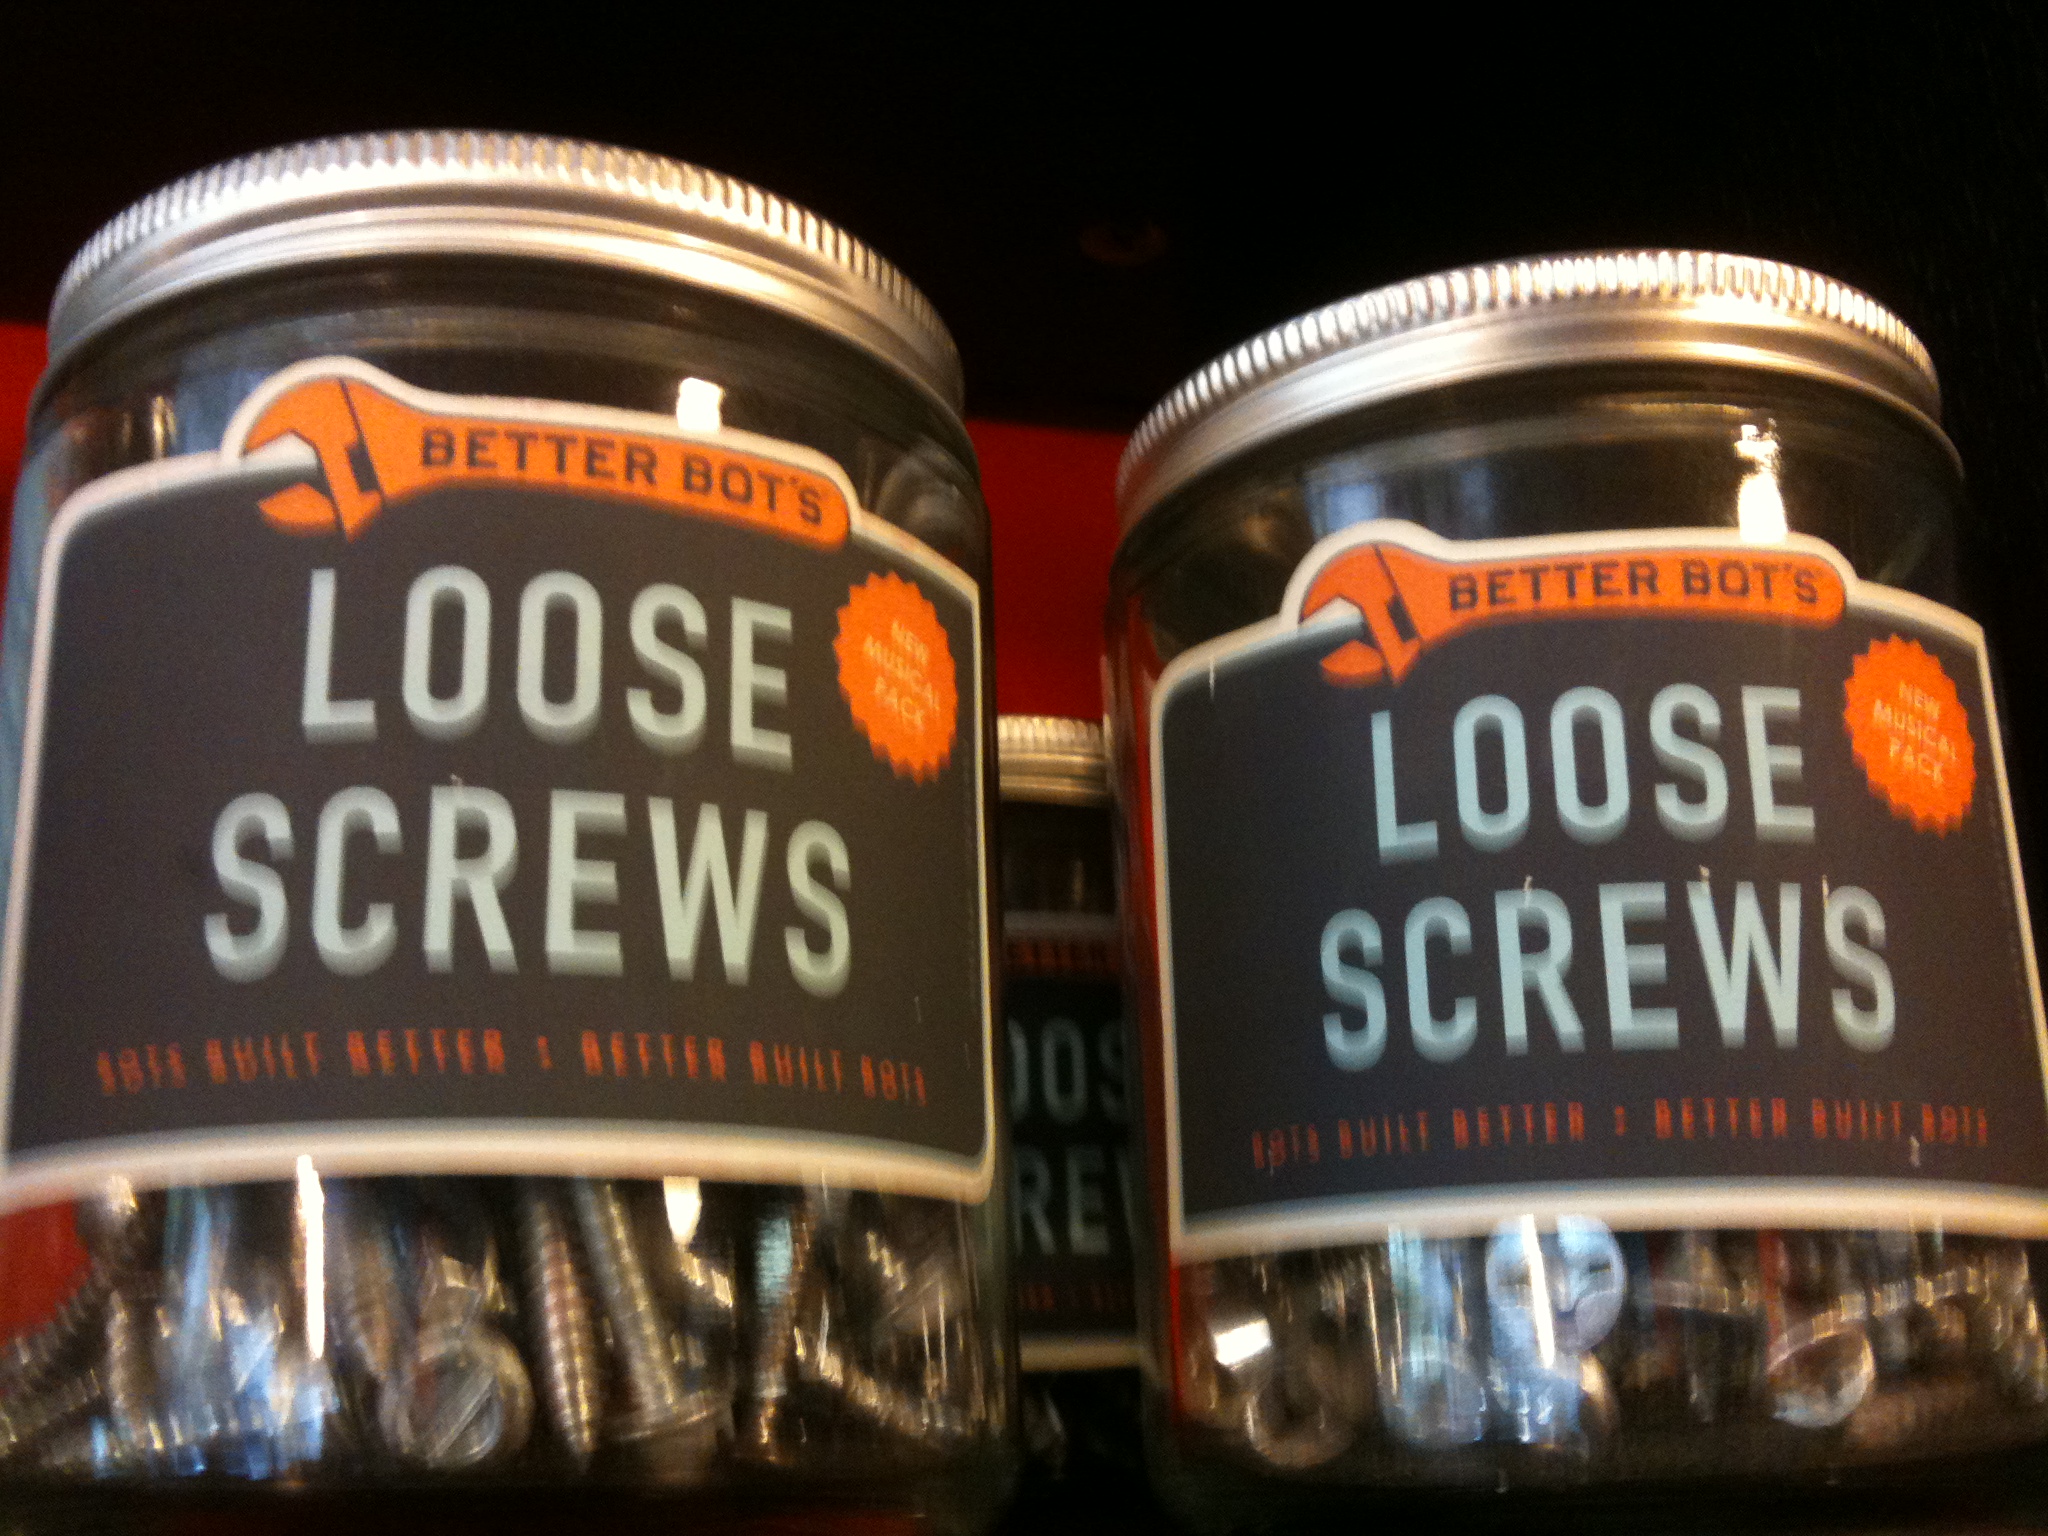 BETTER BOT'S
LOOSE
SCREWS
NEW
MUSICAL
PACK
BOTS BUILT BETTER : BETTER BUILT BOTS
BETTER BOT'S
LOOSE
SCREWS
NEW
MUSICAL
PACK
BOTS BUILT BETTER : BETTER BUILT BOTS